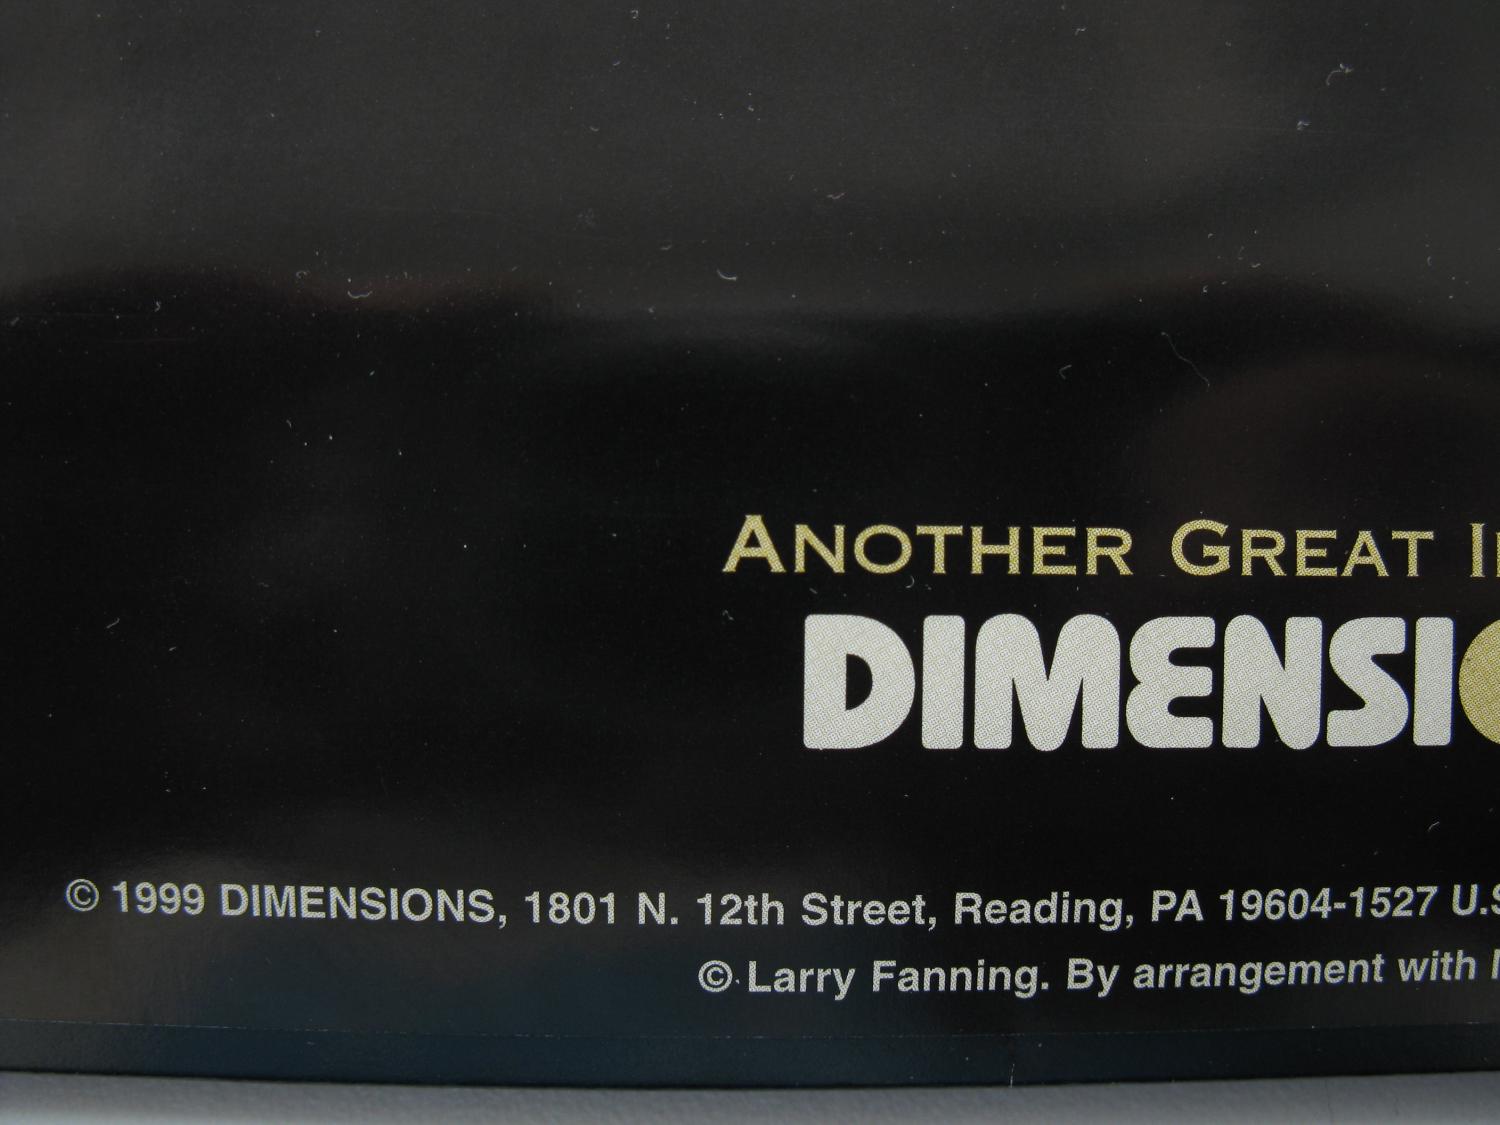 ANOTHER GREAT
DIMENSI
© 1999 DIMENSIONS, 1801 N. 12th Street, Reading, PA 19604-1527 U.S
© Larry Fanning. By arrangement with